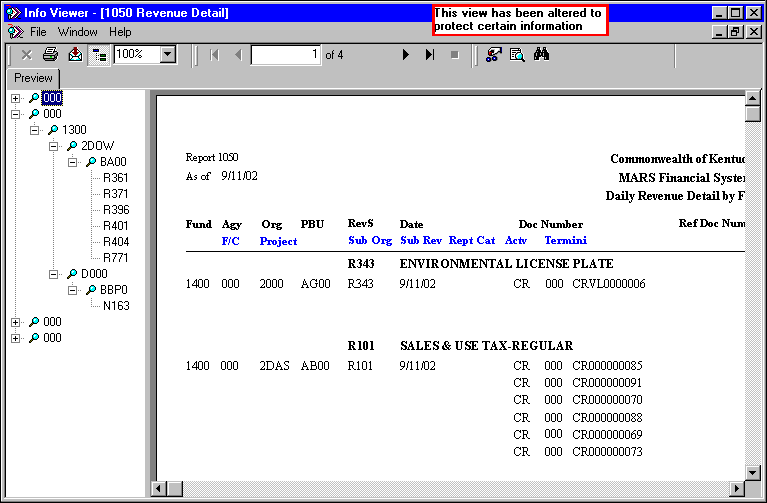 Info Viewer - [1050 Revenue Detail]
This view has been altered to
protect certain information
File Window Help
100%
1 of 4
Preview
000
000
1300
2DOW
BA00
R361
R371
R396
R401
R404
R771
D000
BBP0
N163
000
000
Report 1050
As of 9/11/02
Commonwealth of Kentuc
MARS Financial System
Daily Revenue Detail by F
Fund Agy Org PBU RevS Date Doc Number Ref Doc Num
F/C Project Sub Org Sub Rev Rept Cat Actv Termini
R343 ENVIRONMENTAL LICENSE PLATE
1400 000 2000 AG00 R343 9/11/02 CR 000 CRVL0000006
R101 SALES & USE TAX-REGULAR
1400 000 2DAS AB00 R101 9/11/02 CR 000 CR000000085
CR 000 CR000000091
CR 000 CR000000070
CR 000 CR000000088
CR 000 CR000000069
CR 000 CR000000073